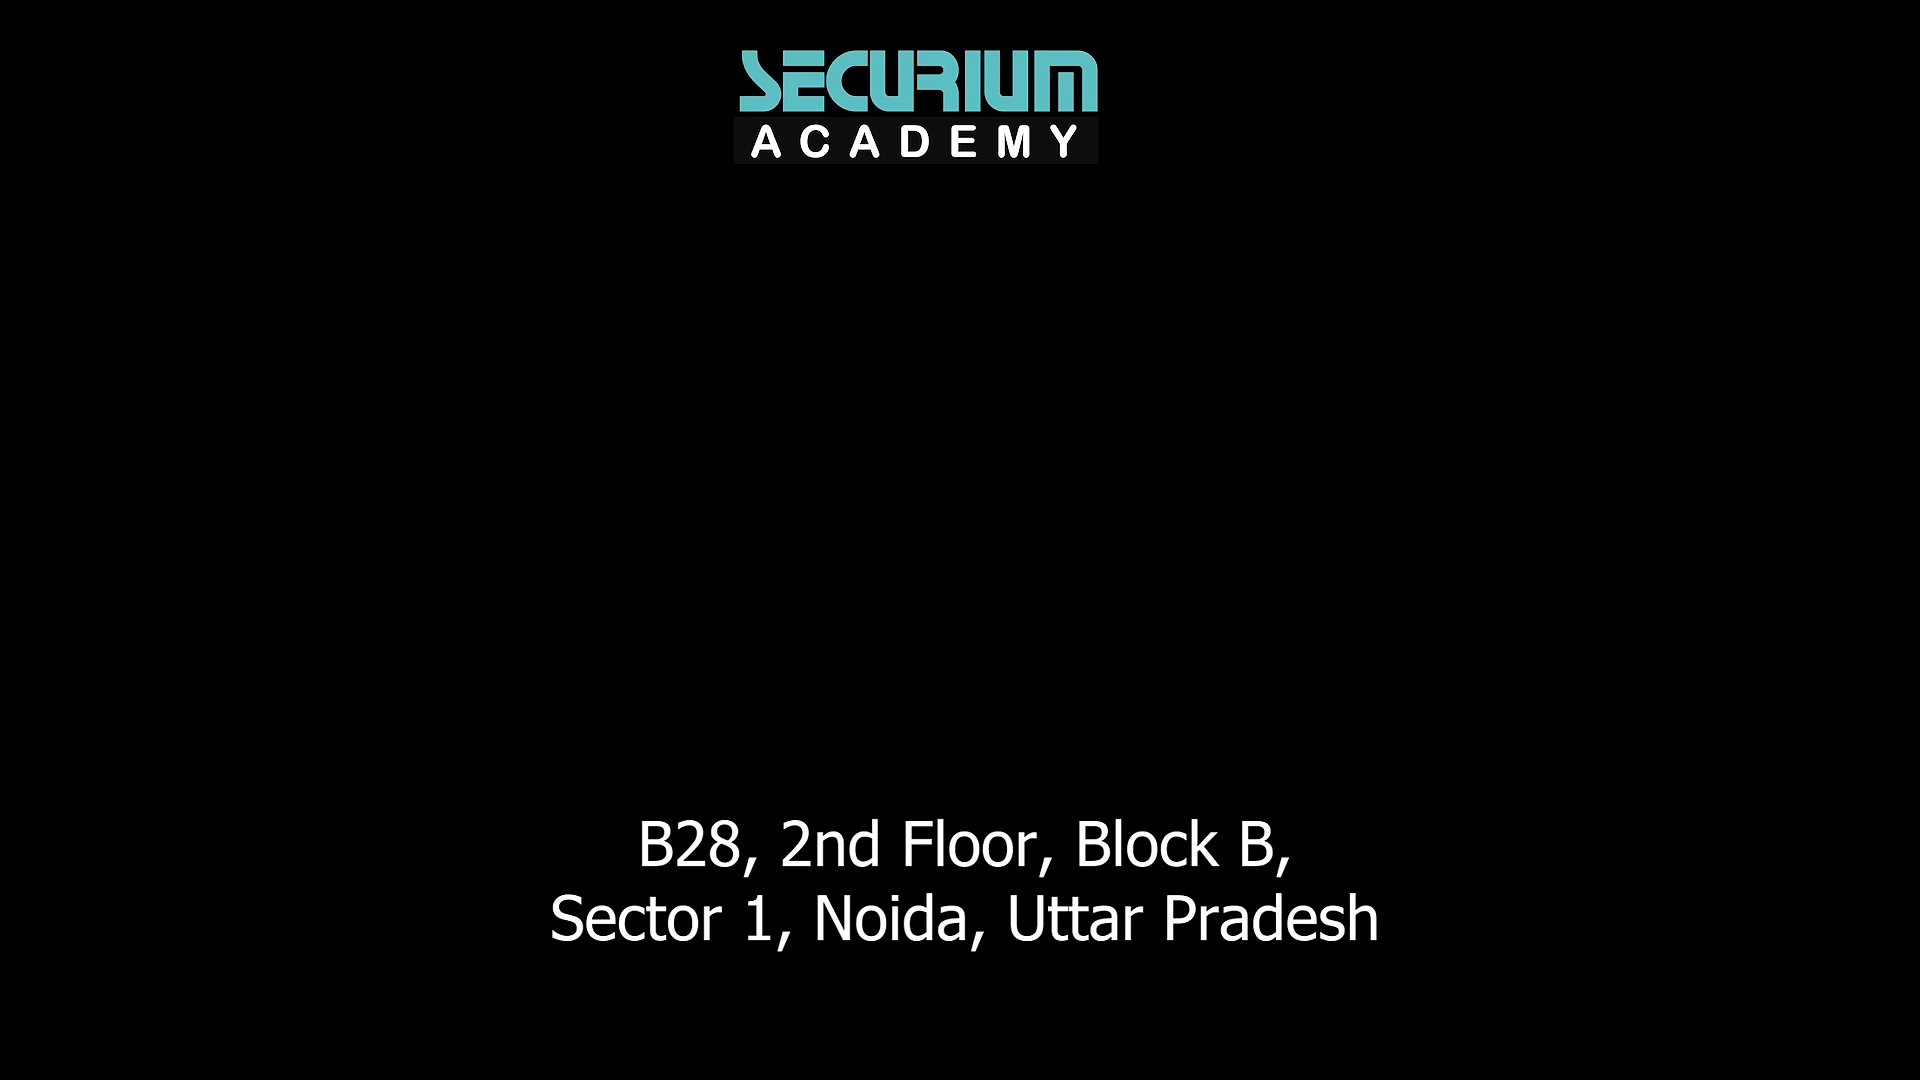 SECURIUM
ACADEMY
B28, 2nd Floor, Block B,
Sector 1, Noida, Uttar Pradesh